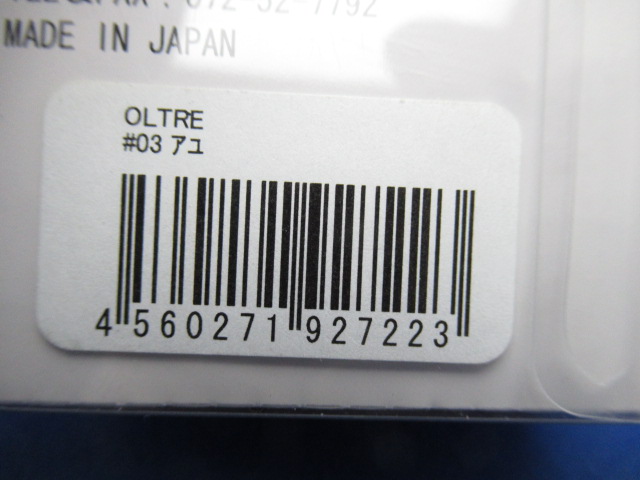 MADE IN JAPAN
OLTRE
#03 アユ
4 560271 927223